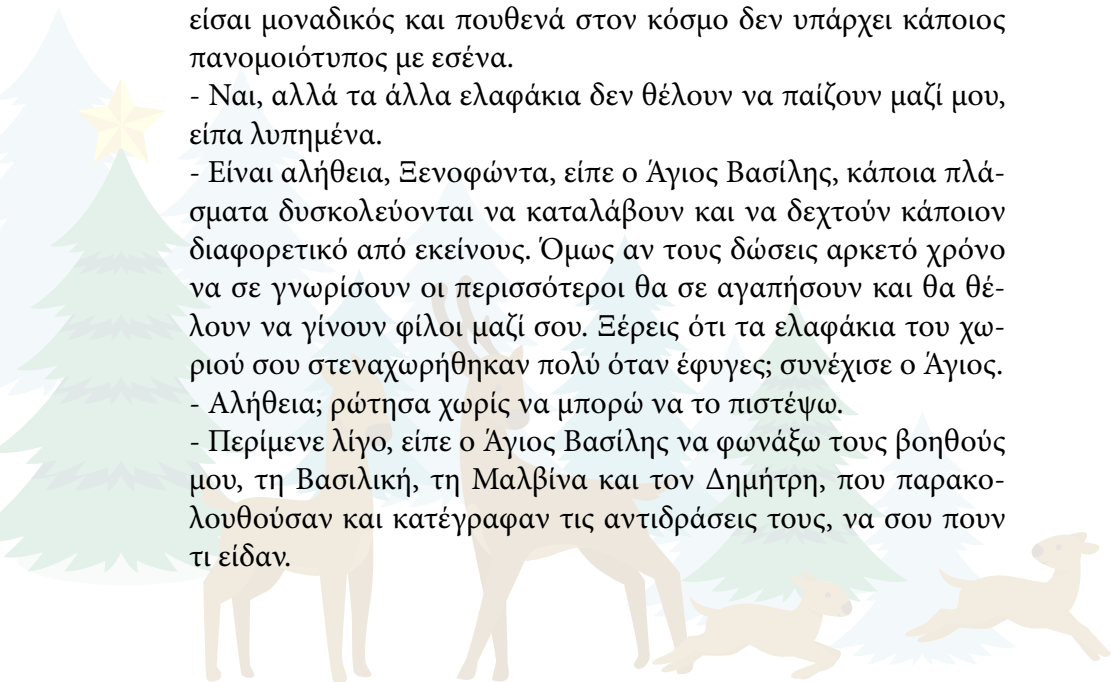 είσαι μοναδικός και πουθενά στον κόσμο δεν υπάρχει κάποιος
πανομοιότυπος με εσένα.
- Ναι, αλλά τα άλλα ελαφάκια δεν θέλουν να παίζουν μαζί μου,
είπα λυπημένα.
- Είναι αλήθεια, Ξενοφώντα, είπε ο Άγιος Βασίλης, κάποια πλά-
σματα δυσκολεύονται να καταλάβουν και να δεχτούν κάποιον
διαφορετικό από εκείνους. Όμως αν τους δώσεις αρκετό χρόνο
να σε γνωρίσουν οι περισσότεροι θα σε αγαπήσουν και θα θέ-
λουν να γίνουν φίλοι μαζί σου. Ξέρεις ότι τα ελαφάκια του χω-
ριού σου στεναχωρήθηκαν πολύ όταν έφυγες; συνέχισε ο Άγιος.
- Αλήθεια; ρώτησα χωρίς να μπορώ να το πιστέψω.
- Περίμενε λίγο, είπε ο Άγιος Βασίλης να φωνάξω τους βοηθούς
μου, τη Βασιλική, τη Μαλβίνα και τον Δημήτρη, που παρακο-
λουθούσαν και κατέγραφαν τις αντιδράσεις τους, να σου πουν
τι είδαν.